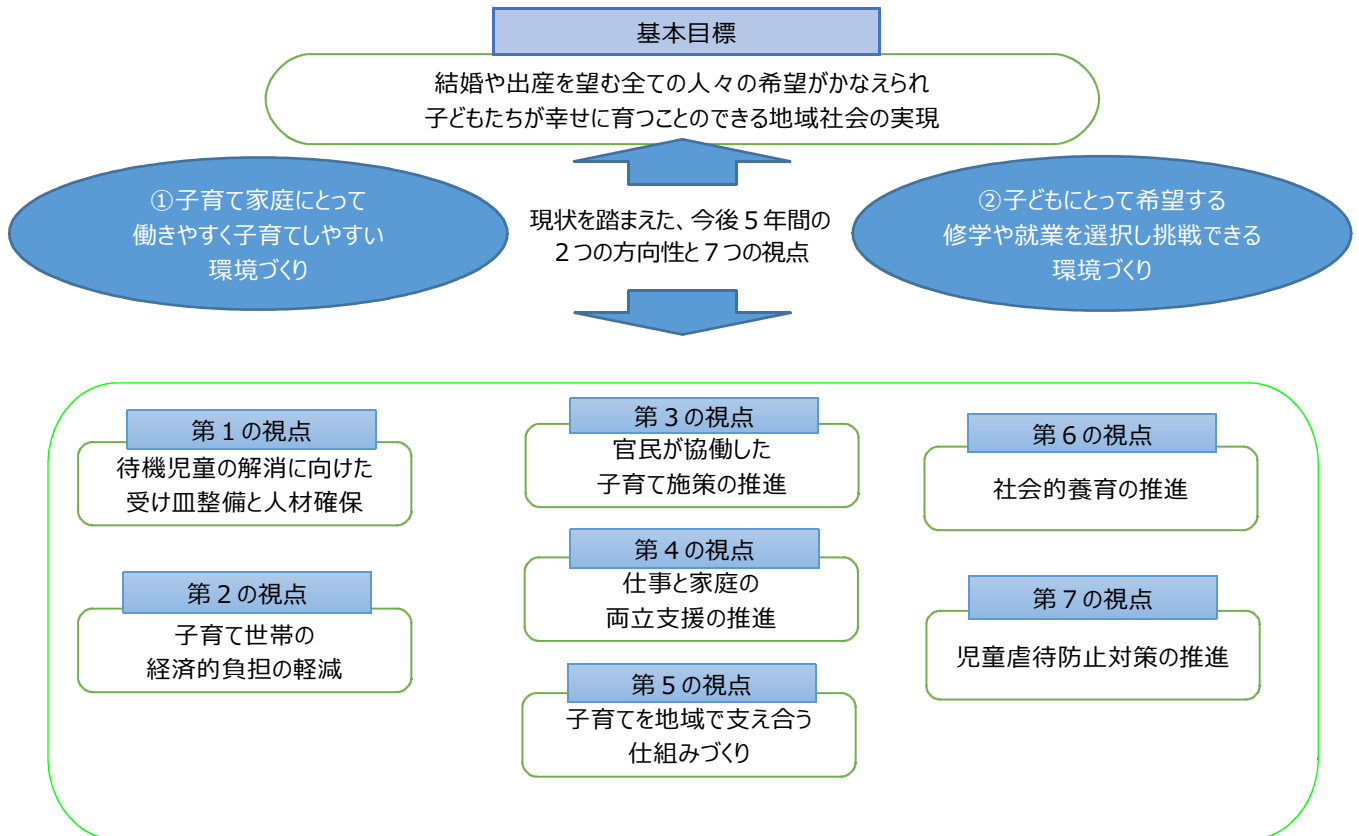 基本目標
結婚や出産を望む全ての人々の希望がかなえられ
子どもたちが幸せに育つことのできる地域社会の実現
①子育て家庭にとって
働きやすく子育てしやすい
環境づくり
現状を踏まえた、今後５年間の
２つの方向性と７つの視点
②子どもにとって希望する
修学や就業を選択し挑戦できる
環境づくり
第１の視点
待機児童の解消に向けた
受け皿整備と人材確保
第２の視点
子育て世帯の
経済的負担の軽減
第３の視点
官民が協働した
子育て施策の推進
第４の視点
仕事と家庭の
両立支援の推進
第５の視点
子育てを地域で支え合う
仕組みづくり
第６の視点
社会的養育の推進
第７の視点
児童虐待防止対策の推進